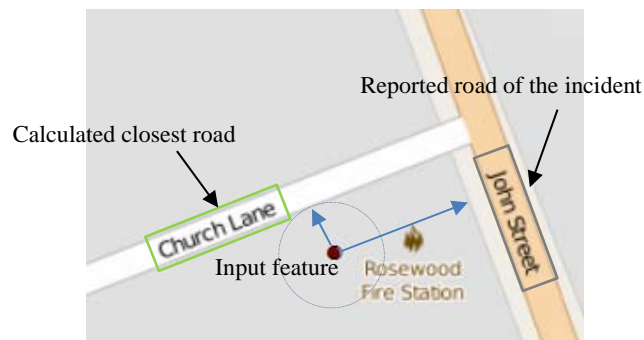 Reported road of the incident
Calculated closest road
Church Lane
John Street
Input feature
Rosewood
Fire Station